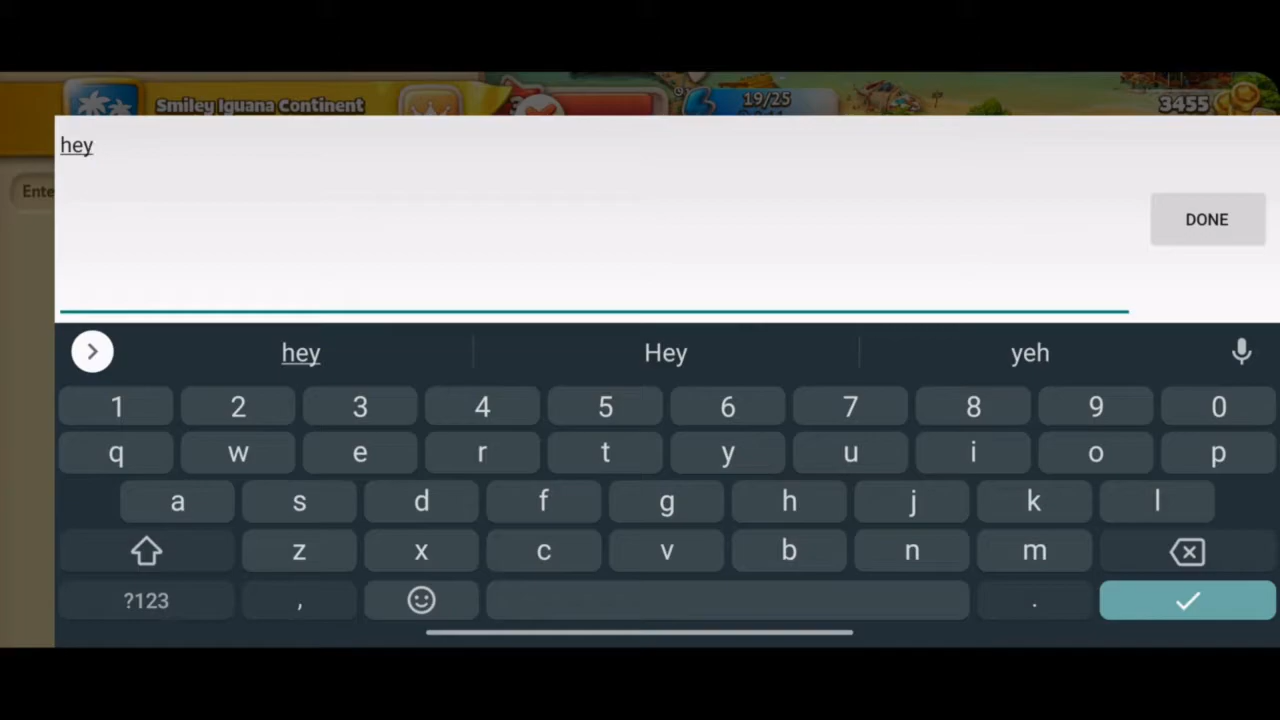 Smiley Iguana Continent
19/25
3455
hey
Ente
DONE
hey Hey yeh
1 2 3 4 5 6 7 8 9 0
q w e r t y u i o p
a s d f g h j k l
z x c v b n m
?123 , .